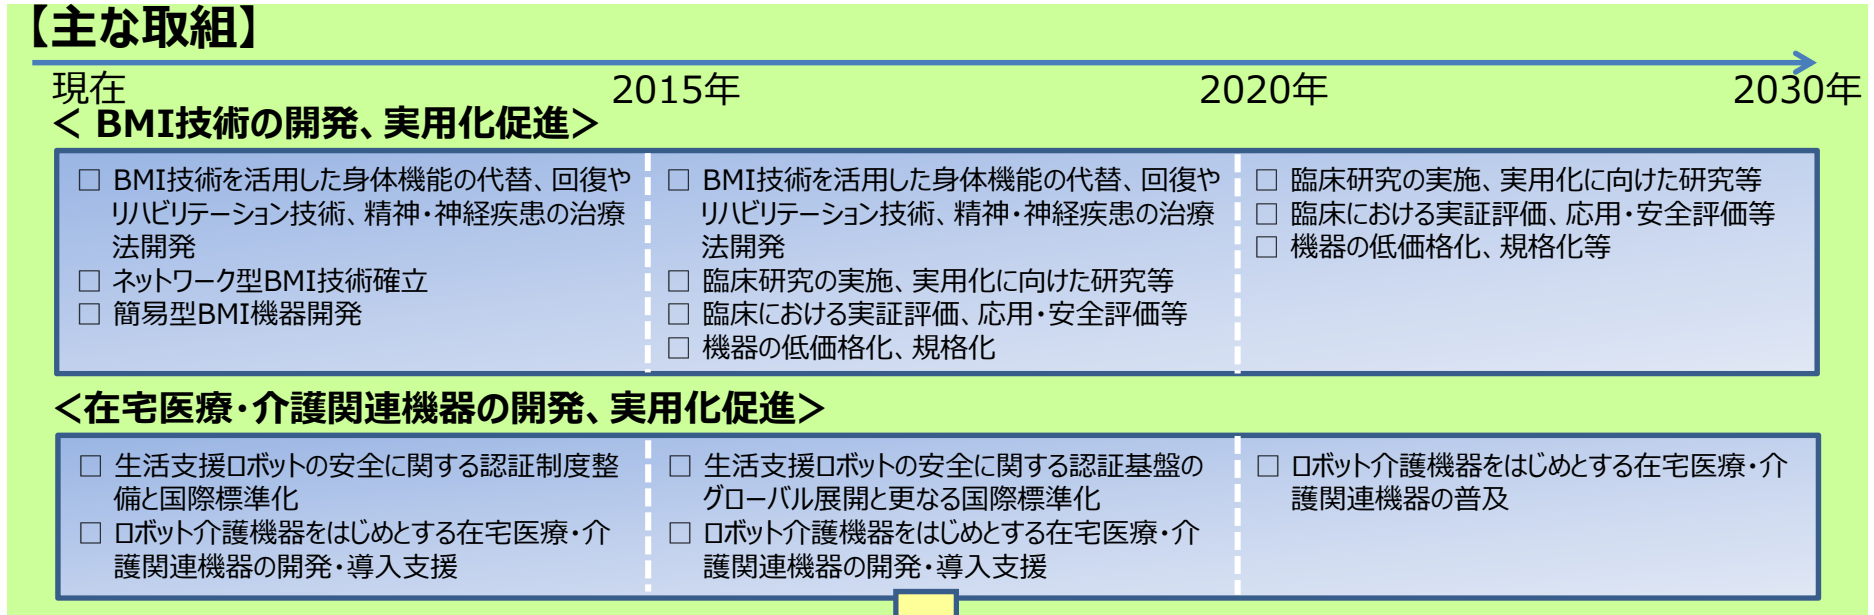 【主な取組】
現在 2015年 2020年 2030年
＜ BMI技術の開発、実用化促進＞
□ BMI技術を活用した身体機能の代替、回復や
リハビリテーション技術、精神・神経疾患の治療
法開発
□ ネットワーク型BMI技術確立
□ 簡易型BMI機器開発
□ BMI技術を活用した身体機能の代替、回復や
リハビリテーション技術、精神・神経疾患の治療
法開発
□ 臨床研究の実施、実用化に向けた研究等
□ 臨床における実証評価、応用・安全評価等
□ 機器の低価格化、規格化
□ 臨床研究の実施、実用化に向けた研究等
□ 臨床における実証評価、応用・安全評価等
□ 機器の低価格化、規格化等
＜在宅医療・介護関連機器の開発、実用化促進＞
□ 生活支援ロボットの安全に関する認証制度整
備と国際標準化
□ ロボット介護機器をはじめとする在宅医療・介
護関連機器の開発・導入支援
□ 生活支援ロボットの安全に関する認証基盤の
グローバル展開と更なる国際標準化
□ ロボット介護機器をはじめとする在宅医療・介
護関連機器の開発・導入支援
□ ロボット介護機器をはじめとする在宅医療・介
護関連機器の普及